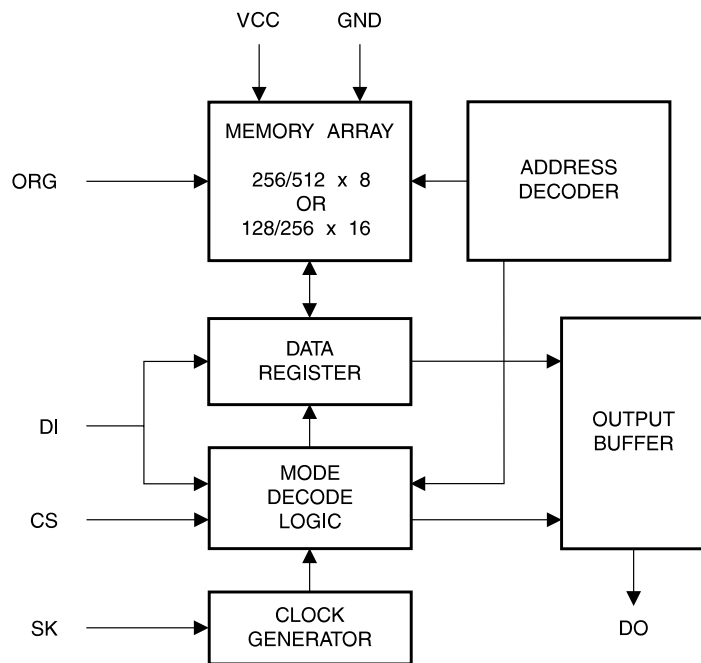 VCC
GND
MEMORY ARRAY
256/512 x 8
OR
128/256 x 16
ADDRESS
DECODER
ORG
DATA
REGISTER
OUTPUT
BUFFER
DI
MODE
DECODE
LOGIC
CS
CLOCK
GENERATOR
SK
DO